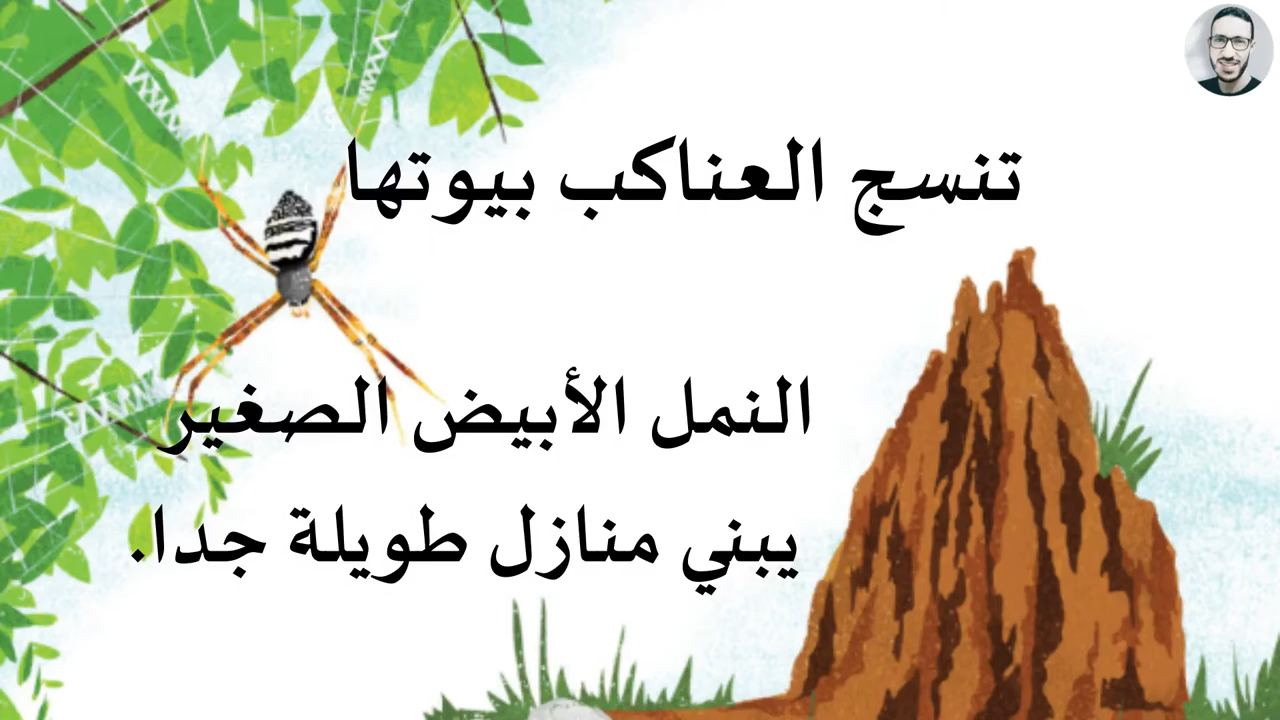 تنسج العناكب بيوتها
النمل الأبيض الصغير
يبني منازل طويلة جدا.